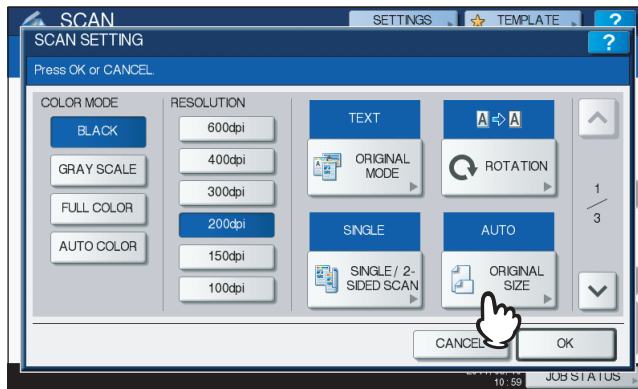 SCAN
SETTINGS
TEMPLATE
?
SCAN SETTING
?
Press OK or CANCEL.
COLOR MODE
BLACK
GRAY SCALE
FULL COLOR
AUTO COLOR
RESOLUTION
600dpi
400dpi
300dpi
200dpi
150dpi
100dpi
TEXT
ORIGINAL
MODE
A A
ROTATION
SINGLE
SINGLE / 2-
SIDED SCAN
AUTO
ORIGINAL
SIZE
1
3
CANCEL
OK
10 : 59
JOB STATUS